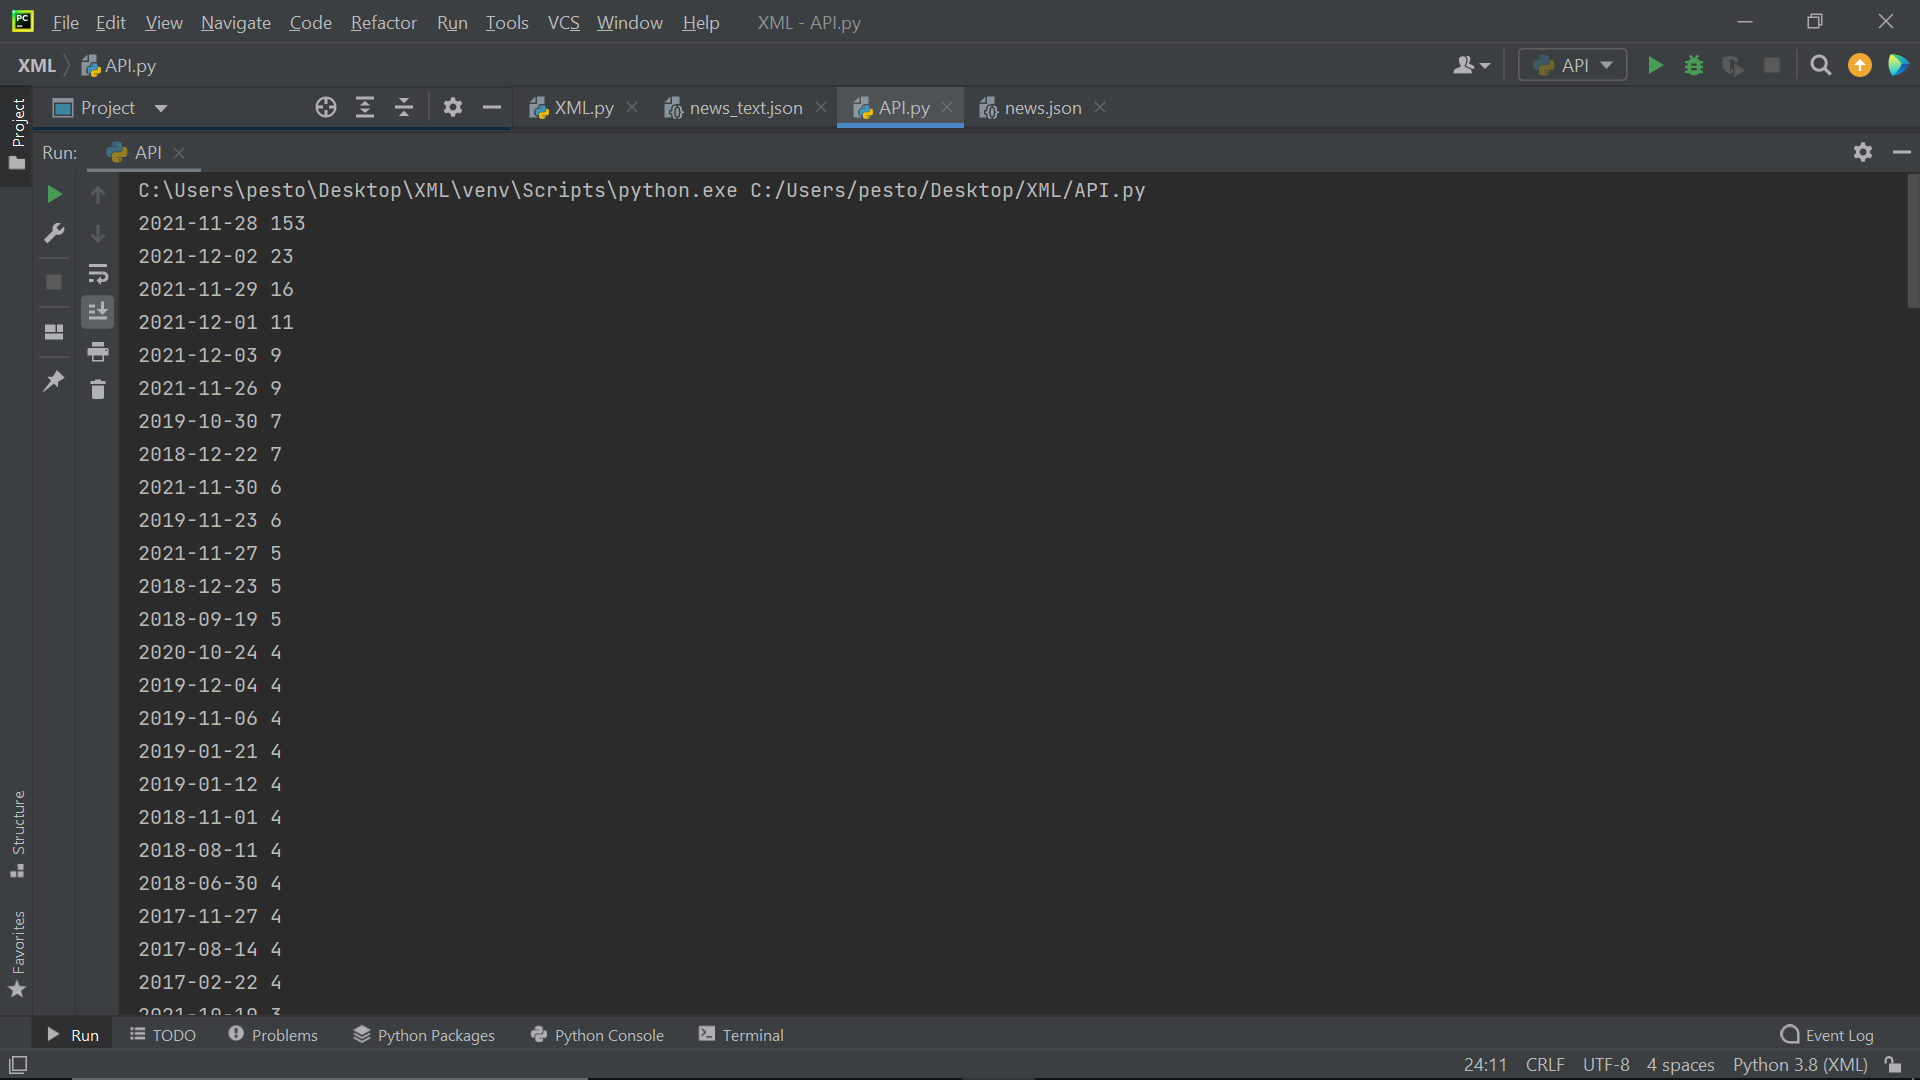 File Edit View Navigate Code Refactor Run Tools VCS Window Help XML - API.py
XML API.py API
Project XML.py news_text.json API.py news.json
Project
Run: API
C:\Users\pesto\Desktop\XML\venv\Scripts\python.exe C:/Users/pesto/Desktop/XML/API.py
2021-11-28 153
2021-12-02 23
2021-11-29 16
2021-12-01 11
2021-12-03 9
2021-11-26 9
2019-10-30 7
2018-12-22 7
2021-11-30 6
2019-11-23 6
2021-11-27 5
2018-12-23 5
2018-09-19 5
2020-10-24 4
2019-12-04 4
2019-11-06 4
2019-01-21 4
2019-01-12 4
2018-11-01 4
2018-08-11 4
2018-06-30 4
2017-11-27 4
2017-08-14 4
2017-02-22 4
2021-10-10 3
Structure
Favorites
Run TODO Problems Python Packages Python Console Terminal Event Log
24:11 CRLF UTF-8 4 spaces Python 3.8 (XML)